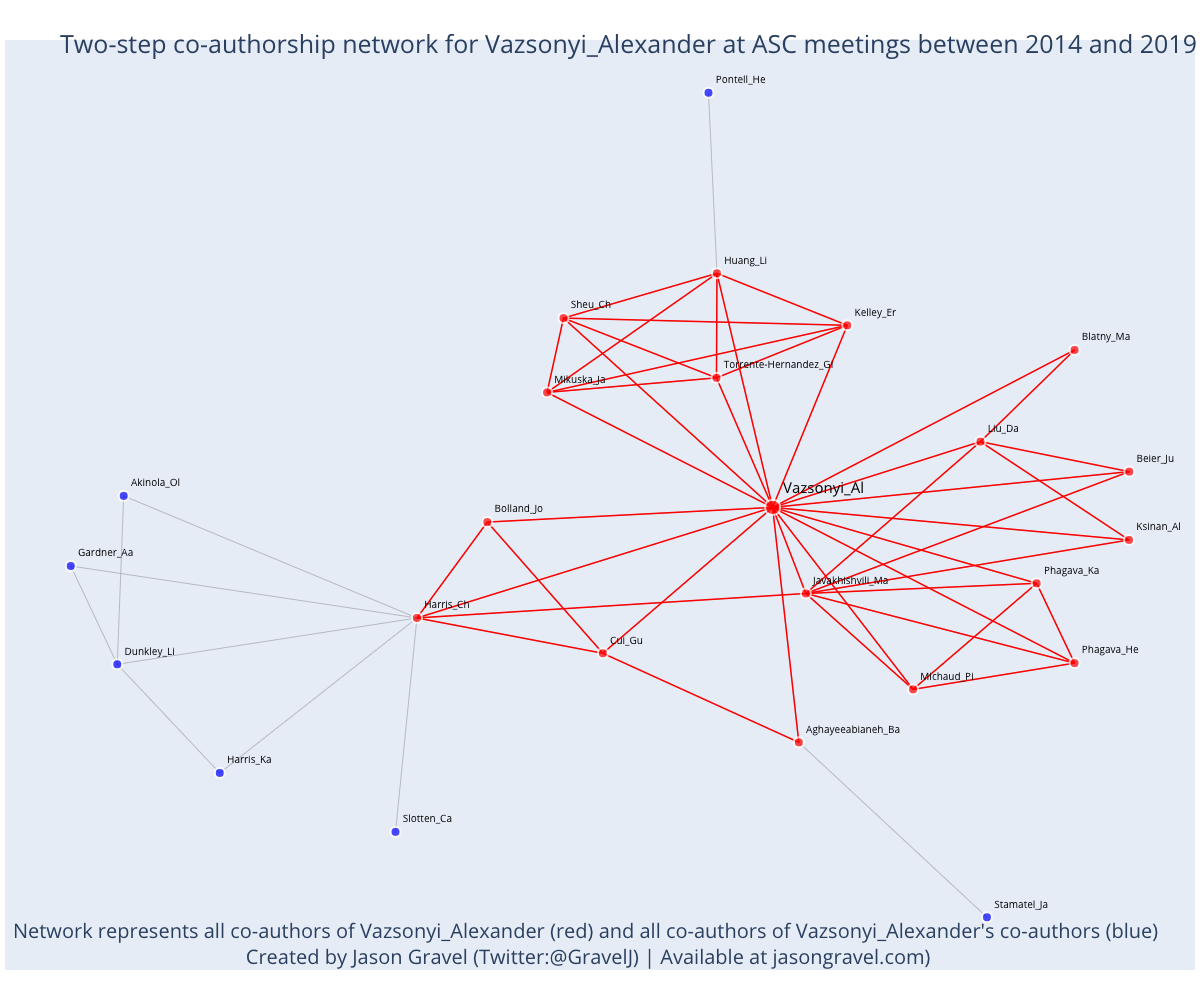 Two-step co-authorship network for Vazsonyi_Alexander at ASC meetings between 2014 and 2019
Pontell_He
Huang_Li
Sheu_Ch
Kelley_Er
Blatny_Ma
Torrente-Hernandez_Gi
Mikuska_Ja
Liu_Da
Beier_Ju
Akinola_Ol
Vazsonyi_Al
Bolland_Jo
Ksinan_Al
Gardner_Aa
Phagava_Ka
Javakhishvili_Ma
Harris_Ch
Cui_Gu
Dunkley_Li
Phagava_He
Michaud_Pi
Aghayeeabianeh_Ba
Harris_Ka
Slotten_Ca
Stamatel_Ja
Network represents all co-authors of Vazsonyi_Alexander (red) and all co-authors of Vazsonyi_Alexander's co-authors (blue)
Created by Jason Gravel (Twitter:@GravelJ) | Available at jasongravel.com)